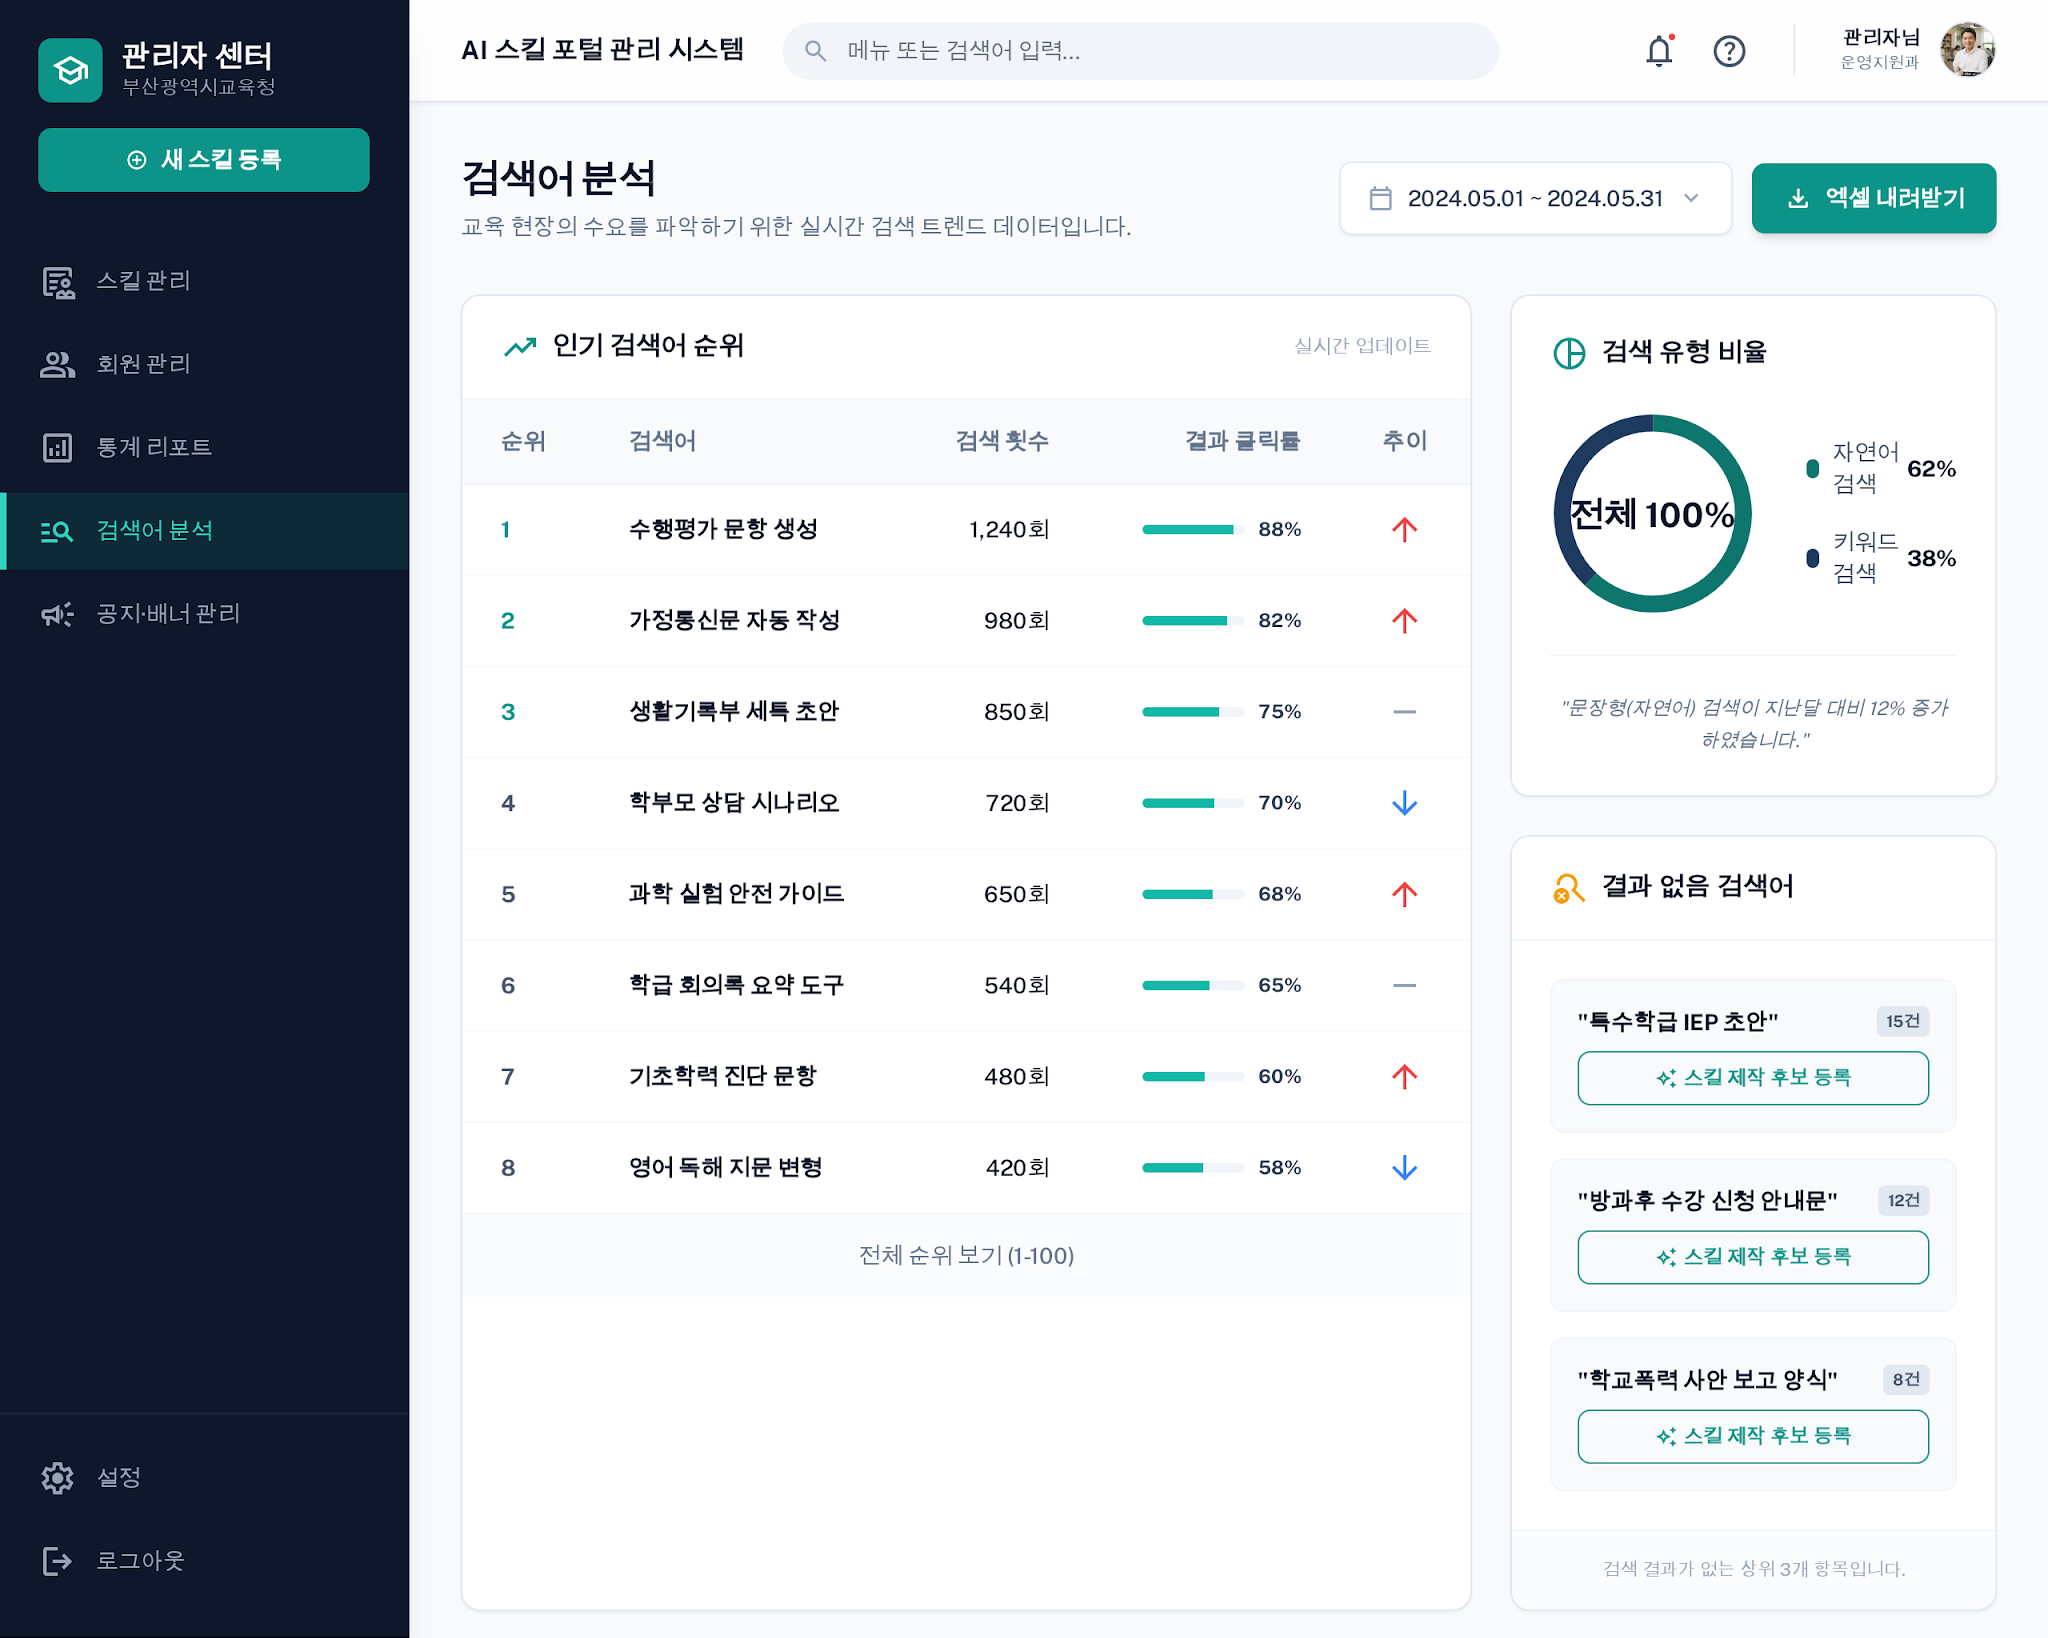 관리자 센터
부산광역시교육청
새 스킬 등록
스킬 관리
회원 관리
통계 리포트
검색어 분석
공지·배너 관리
설정
로그아웃
AI 스킬 포털 관리 시스템
메뉴 또는 검색어 입력...
관리자님
운영지원과
검색어 분석
교육 현장의 수요를 파악하기 위한 실시간 검색 트렌드 데이터입니다.
2024.05.01 ~ 2024.05.31
엑셀 내려받기
인기 검색어 순위
실시간 업데이트
순위 검색어 검색 횟수 결과 클릭률 추이
1 수행평가 문항 생성 1,240회 88%
2 가정통신문 자동 작성 980회 82%
3 생활기록부 세특 초안 850회 75%
4 학부모 상담 시나리오 720회 70%
5 과학 실험 안전 가이드 650회 68%
6 학급 회의록 요약 도구 540회 65%
7 기초학력 진단 문항 480회 60%
8 영어 독해 지문 변형 420회 58%
전체 순위 보기 (1-100)
검색 유형 비율
전체 100%
자연어
검색 62%
키워드
검색 38%
"문장형(자연어) 검색이 지난달 대비 12% 증가
하였습니다."
결과 없음 검색어
"특수학급 IEP 초안" 15건
스킬 제작 후보 등록
"방과후 수강 신청 안내문" 12건
스킬 제작 후보 등록
"학교폭력 사안 보고 양식" 8건
스킬 제작 후보 등록
검색 결과가 없는 상위 3개 항목입니다.